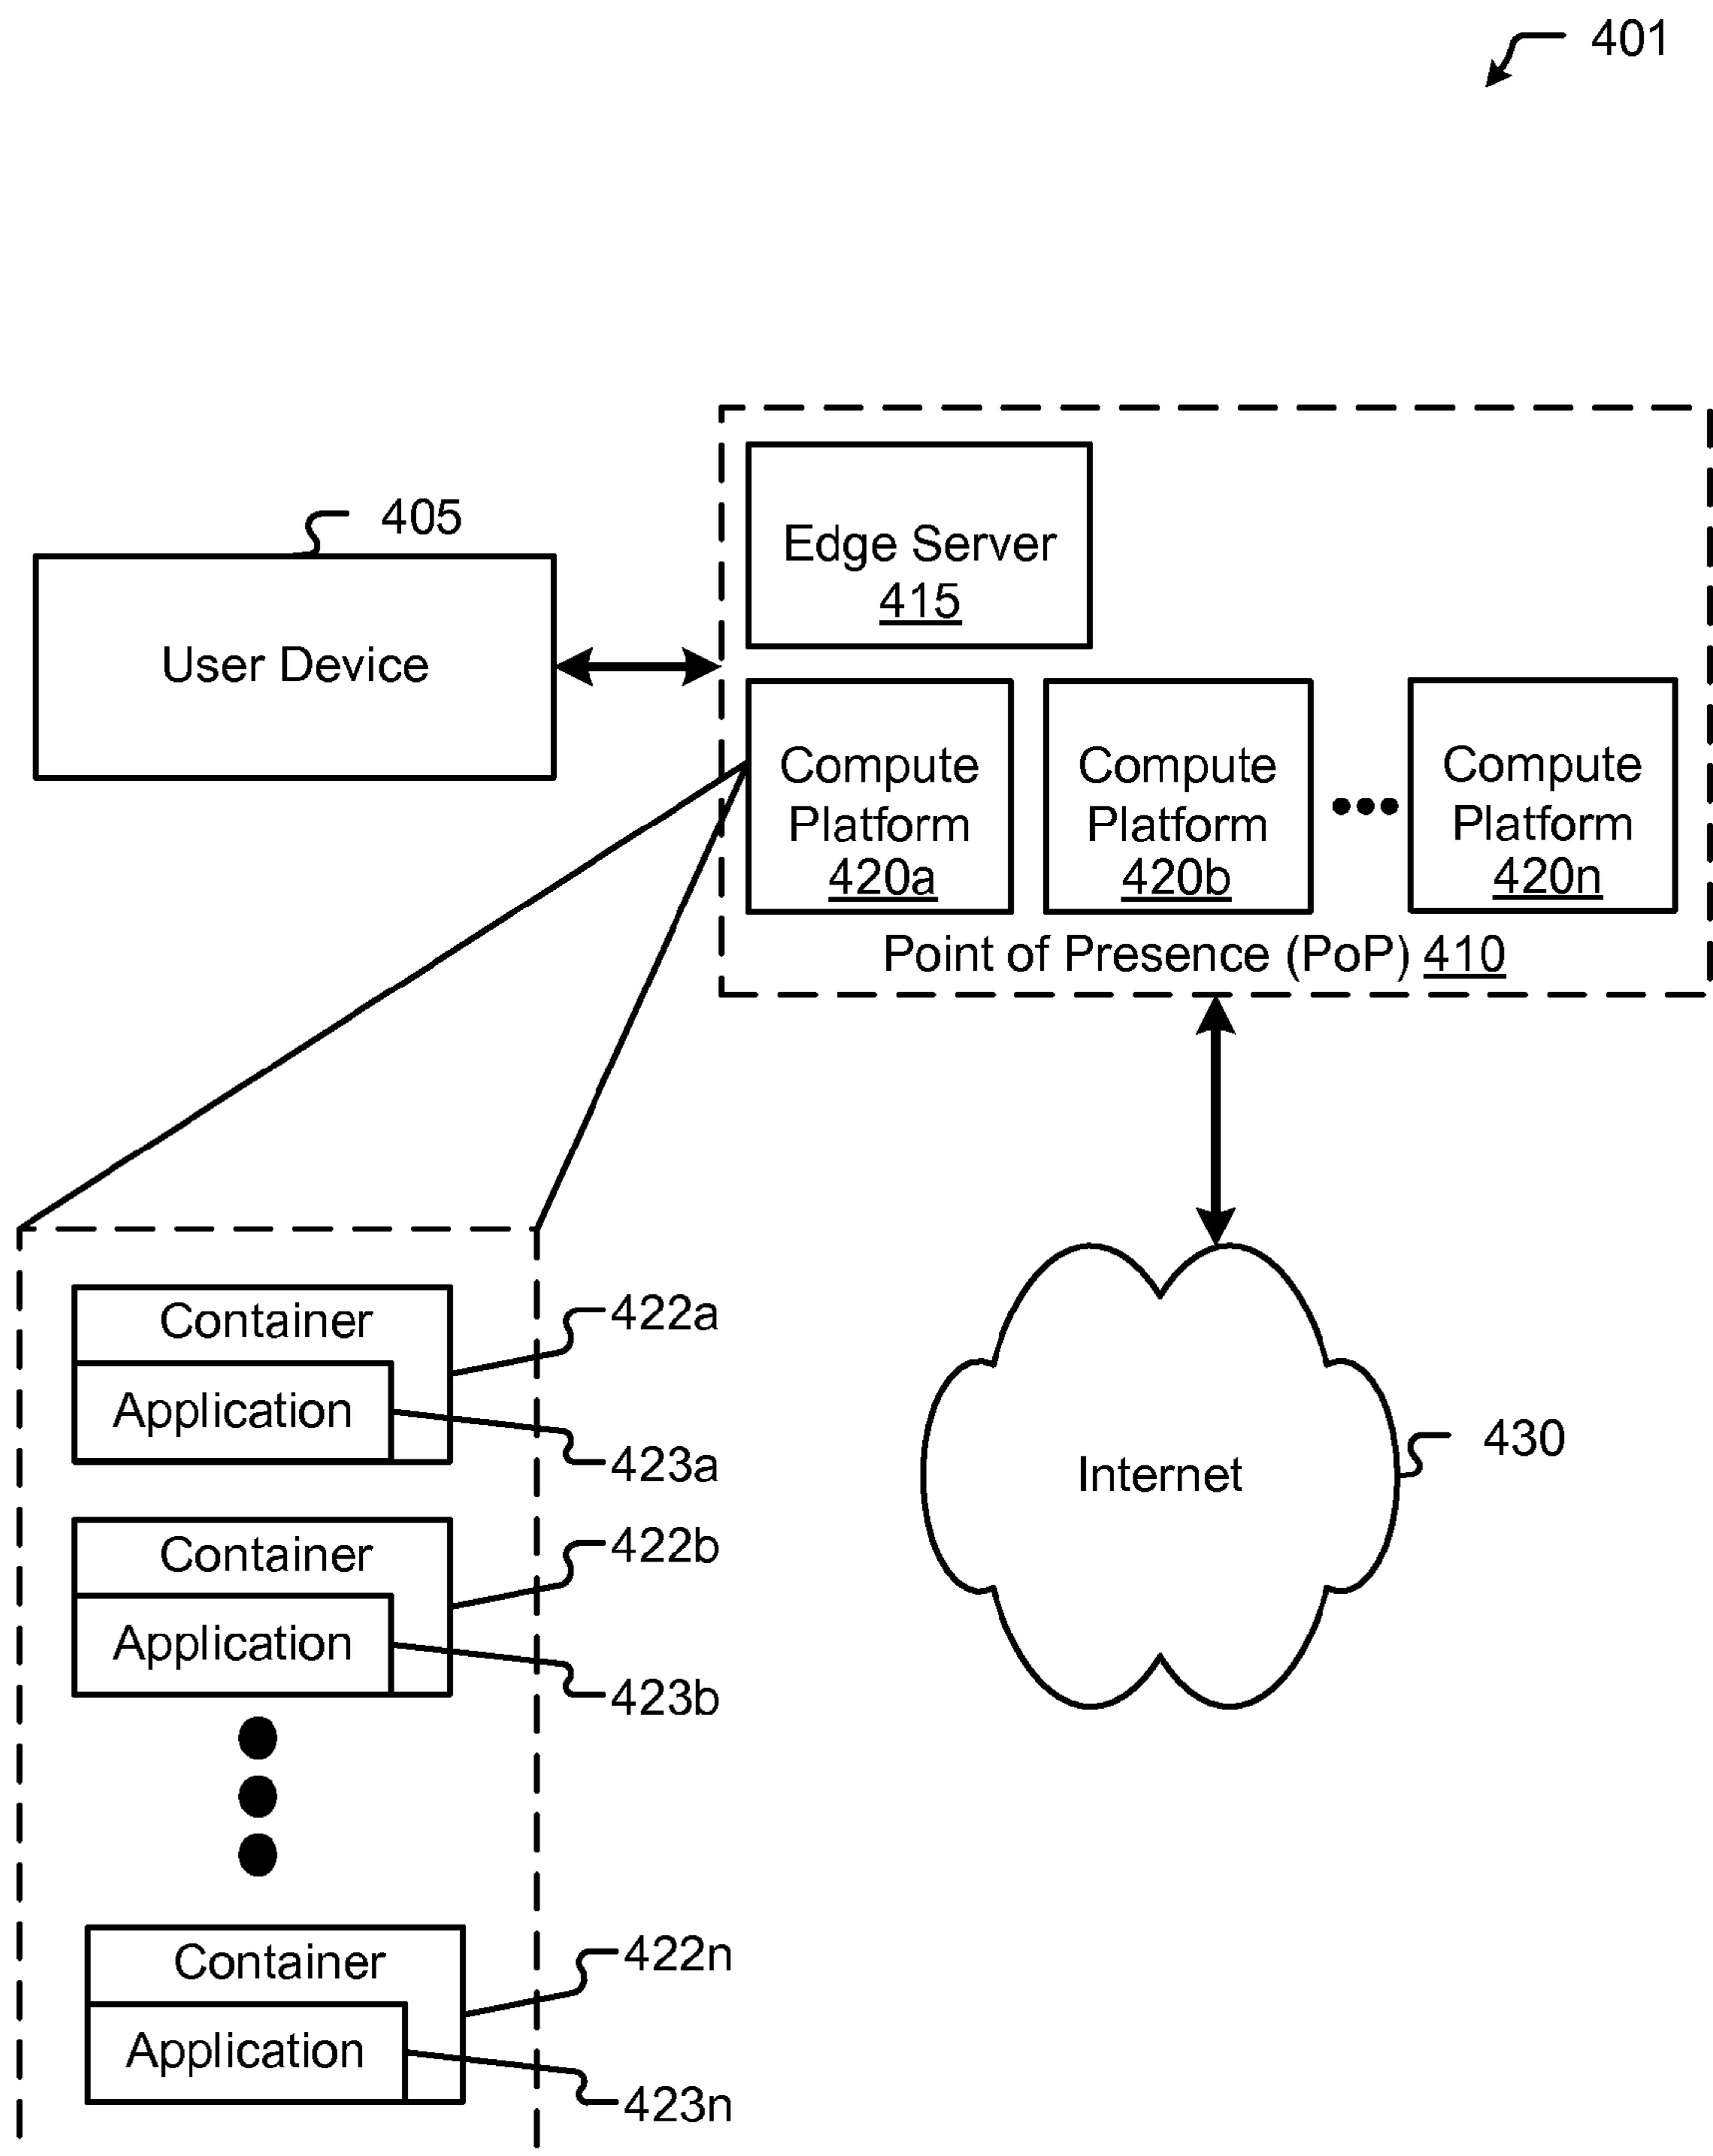 401
405
User Device
Edge Server
415
Compute
Platform
420a
Compute
Platform
420b
Compute
Platform
420n
Point of Presence (PoP) 410
Container
422a
Application
423a
Container
422b
Application
423b
Container
422n
Application
423n
Internet
430